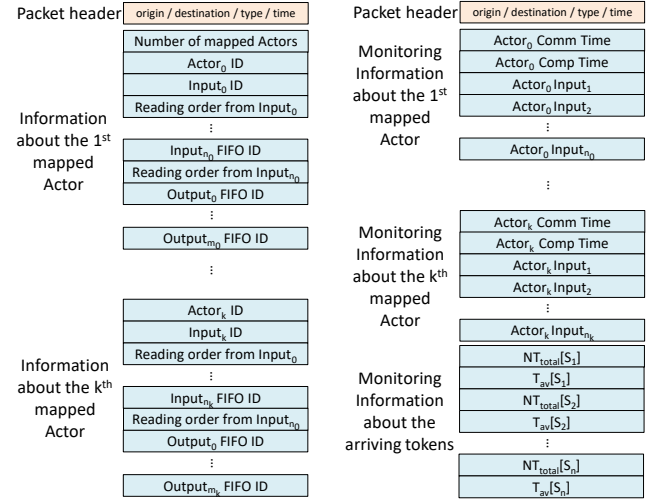 Packet header
origin / destination / type / time
Number of mapped Actors
Information
about the 1st
mapped
Actor
Actor0 ID
Input0 ID
Reading order from Input0
⋮
Inputn0 FIFO ID
Reading order from Inputn0
Output0 FIFO ID
⋮
Outputm0 FIFO ID
⋮
Information
about the kth
mapped
Actor
Actork ID
Inputk ID
Reading order from Input0
⋮
Inputnk FIFO ID
Reading order from Inputn0
Output0 FIFO ID
⋮
Outputmk FIFO ID
Packet header
origin / destination / type / time
Monitoring
Information
about the 1st
mapped
Actor
Actor0 Comm Time
Actor0 Comp Time
Actor0 Input1
Actor0 Input2
⋮
Actor0 Inputn0
⋮
Monitoring
Information
about the kth
mapped
Actor
Actork Comm Time
Actork Comp Time
Actork Input1
Actork Input2
⋮
Actork Inputnk
Monitoring
Information
about the
arriving tokens
NTtotal[S1]
Tav[S1]
NTtotal[S2]
Tav[S2]
⋮
NTtotal[Sn]
Tav[Sn]